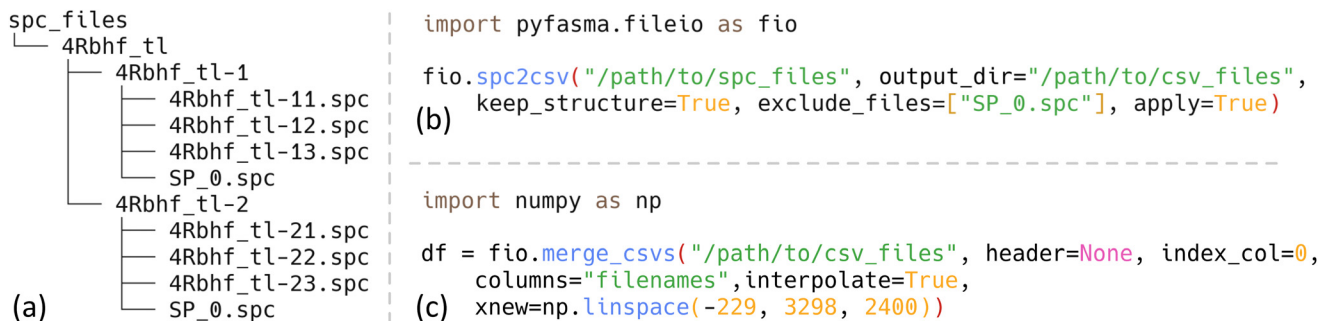 spc_files
4Rbhf_tl
4Rbhf_tl-1
4Rbhf_tl-11.spc
4Rbhf_tl-12.spc
4Rbhf_tl-13.spc
SP_0.spc
4Rbhf_tl-2
4Rbhf_tl-21.spc
4Rbhf_tl-22.spc
4Rbhf_tl-23.spc
SP_0.spc
(a)
import pyfasma.fileio as fio
fio.spc2csv("/path/to/spc_files", output_dir="/path/to/csv_files",
keep_structure=True, exclude_files=["SP_0.spc"], apply=True)
(b)
import numpy as np
df = fio.merge_csvs("/path/to/csv_files", header=None, index_col=0,
columns="filenames",interpolate=True,
xnew=np.linspace(-229, 3298, 2400))
(c)